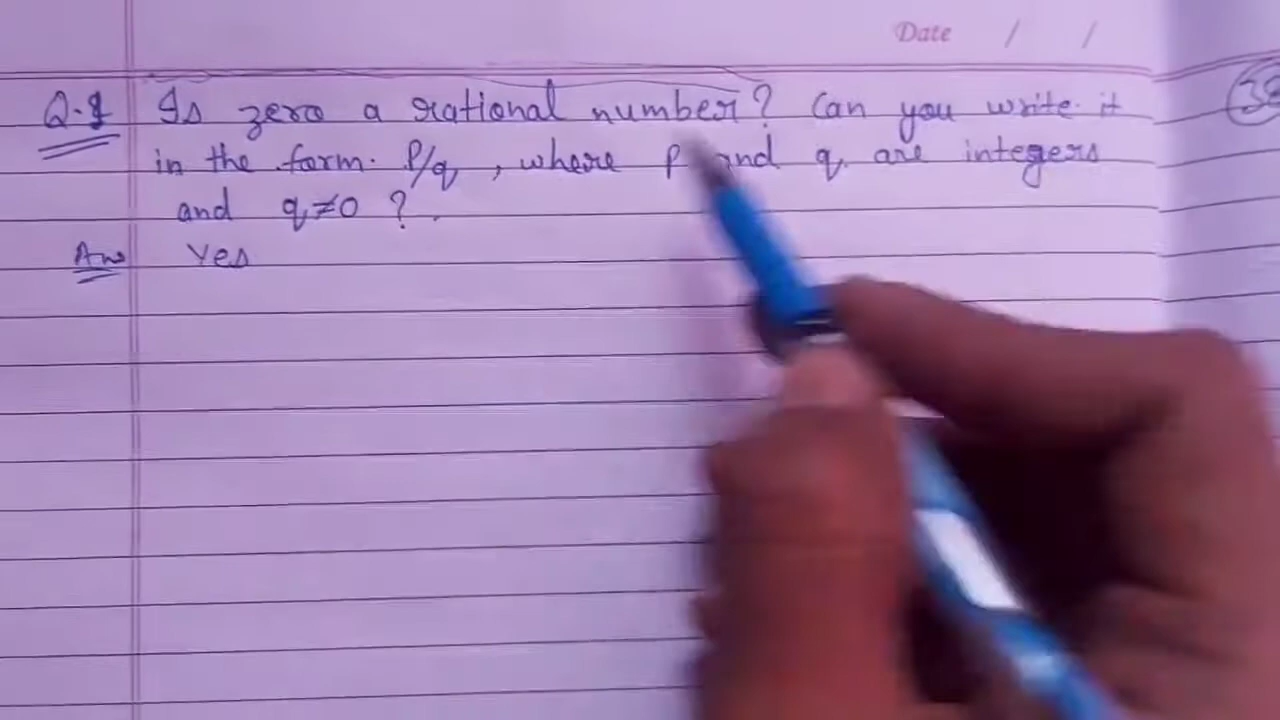 Date / /
Q.1 Is zero a rational number? Can you write it
in the form. P/q, where p and q are integers
and q≠0 ?
Ans Yes